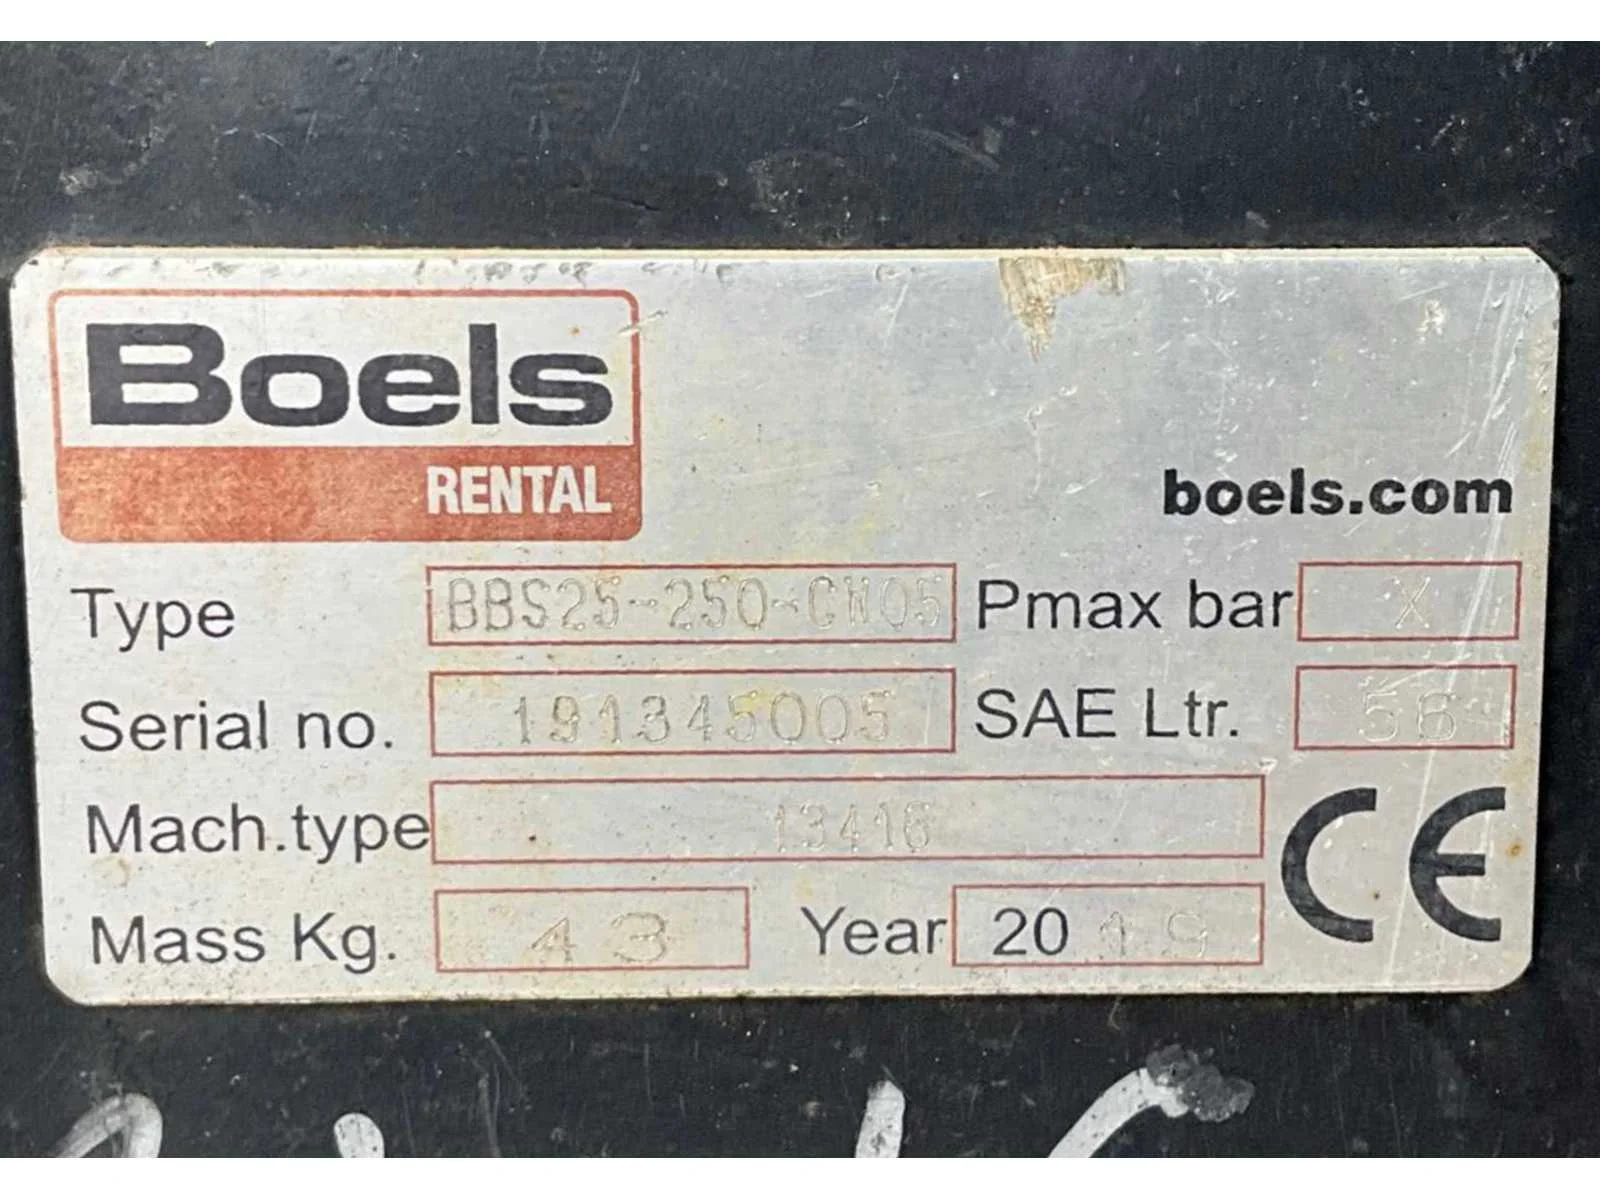 Boels
RENTAL
boels.com
Type BBS25-250-CW05 Pmax bar X
Serial no. 191345005 SAE Ltr. 56
Mach.type 13416
Mass Kg. 43 Year 2019 CE